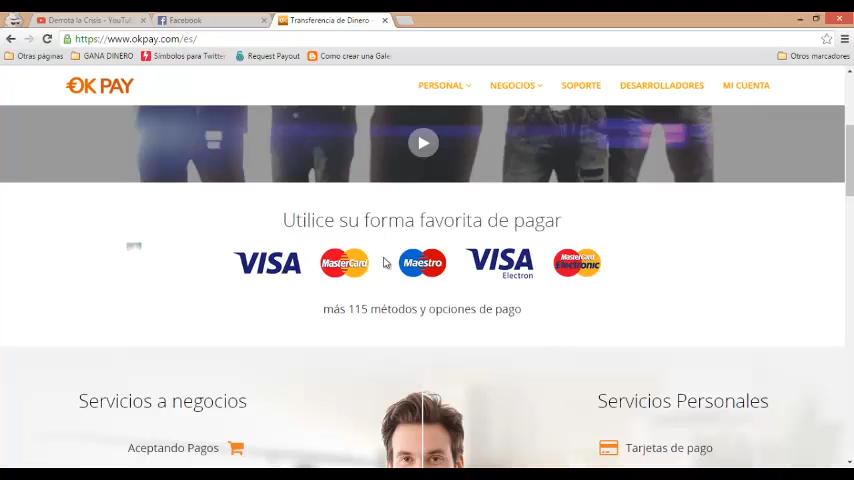 Derrota la Crisis - YouTub
Facebook
Transferencia de Dinero -
https://www.okpay.com/es/
Otras páginas
GANA DINERO
Símbolos para Twitter
Request Payout
Como crear una Gale
Otros marcadores
OK PAY
PERSONAL
NEGOCIOS
SOPORTE
DESARROLLADORES
MI CUENTA
Utilice su forma favorita de pagar
VISA
MasterCard
Maestro
VISA
Electron
MasterCard
Electronic
más 115 métodos y opciones de pago
Servicios a negocios
Servicios Personales
Aceptando Pagos
Tarjetas de pago